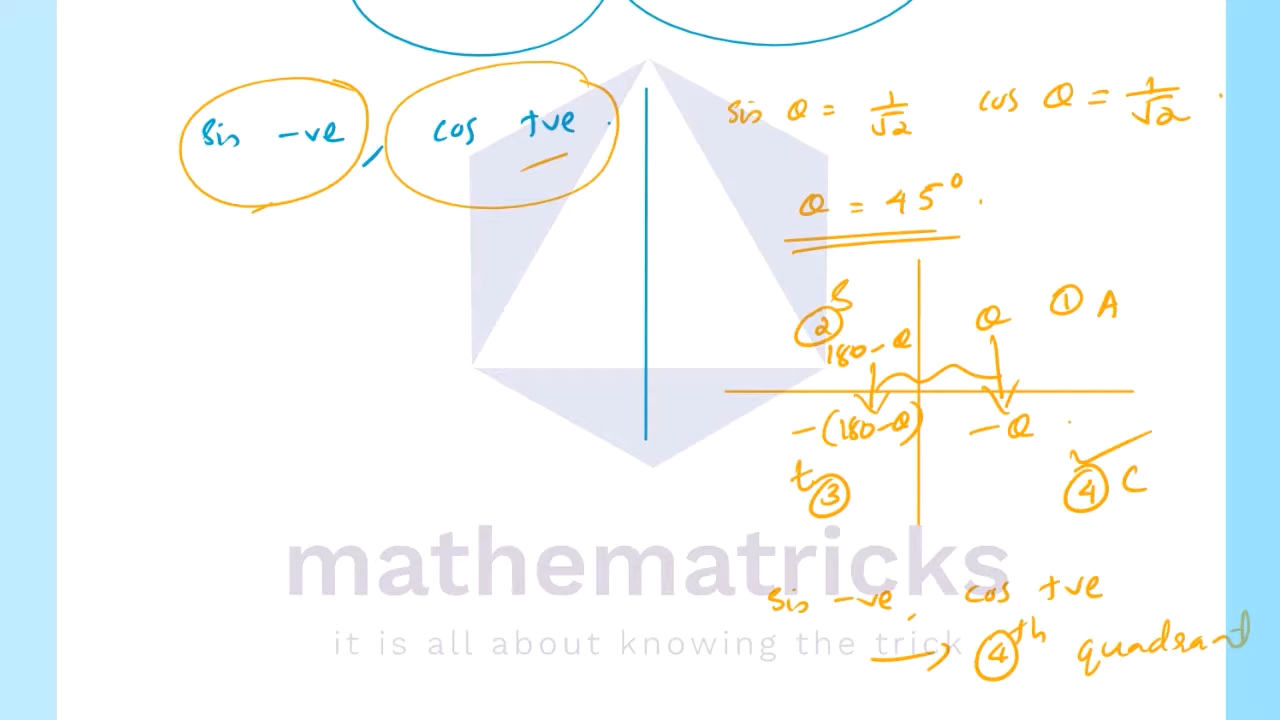 sin -ve , cos +ve .
sin θ = 1/√2 cos θ = 1/√2 .
θ = 45° .
② S θ ① A
180-θ
-(180-θ) -θ
t ③ ④ C
mathematricks
sin -ve , cos +ve
it is all about knowing the trick
→ ④th quadrant